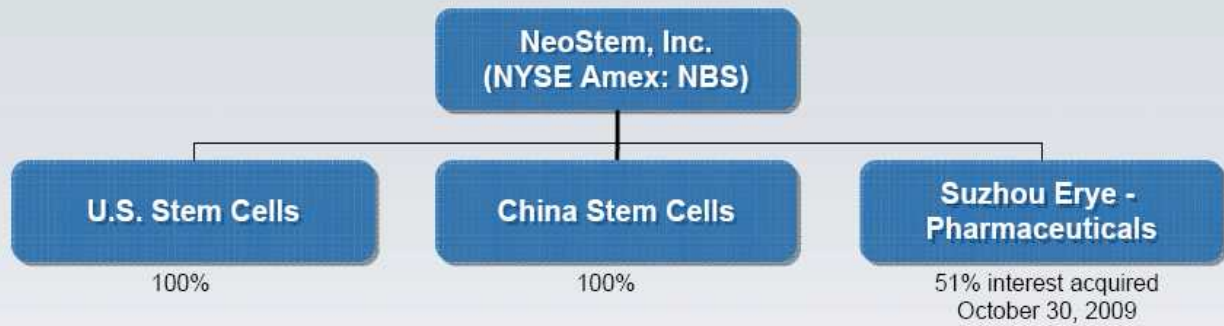 NeoStem, Inc.
(NYSE Amex: NBS)
U.S. Stem Cells
China Stem Cells
Suzhou Erye -
Pharmaceuticals
100%
100%
51% interest acquired
October 30, 2009